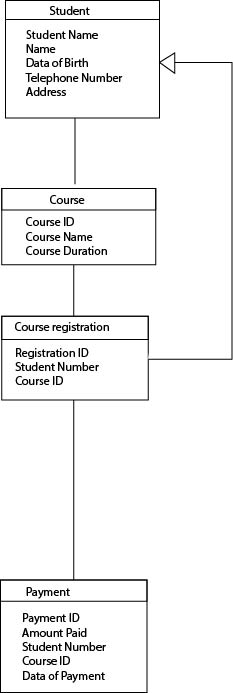 Student
Student Name
Name
Data of Birth
Telephone Number
Address
Course
Course ID
Course Name
Course Duration
Course registration
Registration ID
Student Number
Course ID
Payment
Payment ID
Amount Paid
Student Number
Course ID
Data of Payment